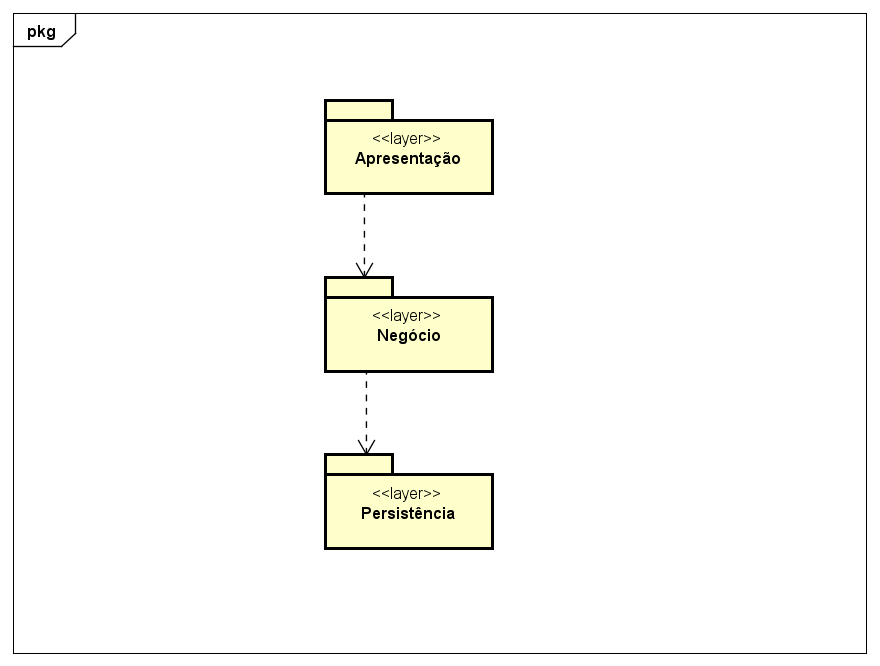 pkg
<<layer>>
Apresentação
<<layer>>
Negócio
<<layer>>
Persistência